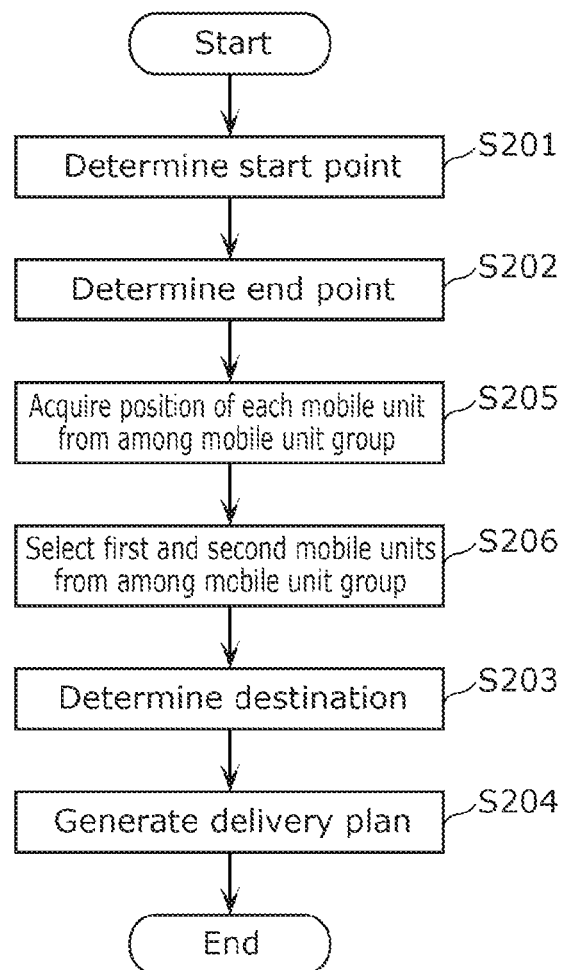 Start
Determine start point
S201
Determine end point
S202
Acquire position of each mobile unit
from among mobile unit group
S205
Select first and second mobile units
from among mobile unit group
S206
Determine destination
S203
Generate delivery plan
S204
End